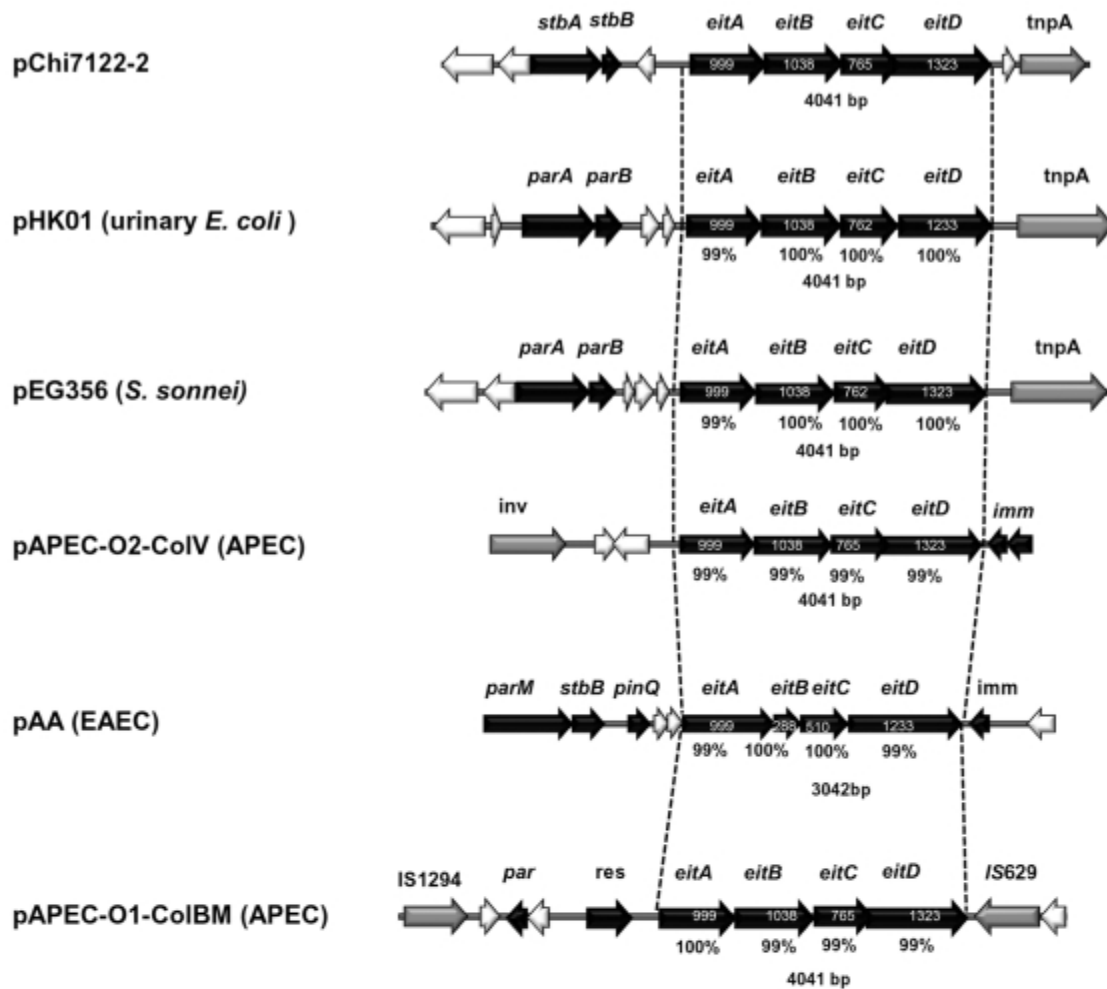 stbA stbB eitA eitB eitC eitD tnpA
pChi7122-2 999 1038 765 1323
4041 bp
parA parB eitA eitB eitC eitD tnpA
pHK01 (urinary E. coli ) 999 1038 762 1233
99% 100% 100% 100%
4041 bp
parA parB eitA eitB eitC eitD tnpA
pEG356 (S. sonnei) 999 1038 762 1323
99% 100% 100% 100%
4041 bp
inv eitA eitB eitC eitD imm
pAPEC-O2-ColV (APEC) 999 1038 765 1323
99% 99% 99% 99%
4041 bp
parM stbB pinQ eitA eitB eitC eitD imm
pAA (EAEC) 999 288 510 1233
99% 100% 100% 99%
3042bp
IS1294 par res eitA eitB eitC eitD IS629
pAPEC-O1-ColBM (APEC) 999 1038 765 1323
100% 99% 99% 99%
4041 bp